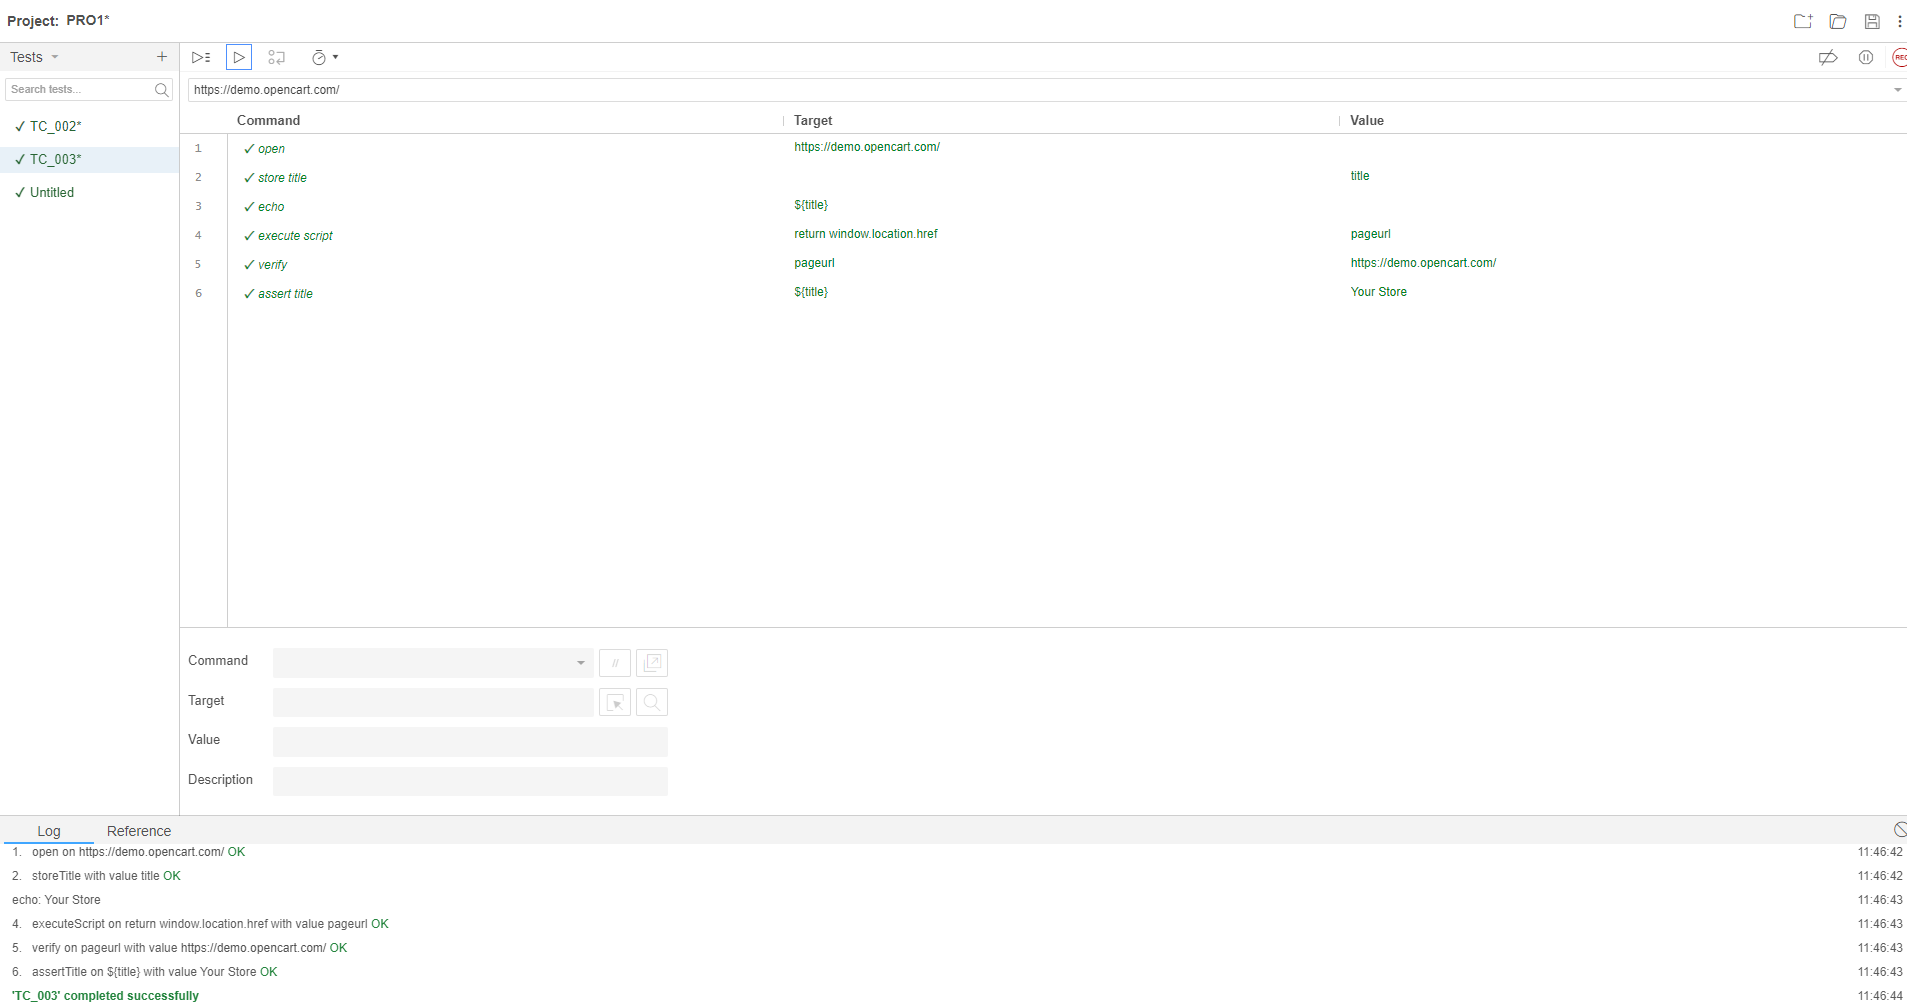 Project: PRO1*
Tests
Search tests...
✓ TC_002*
✓ TC_003*
✓ Untitled
REC
https://demo.opencart.com/
Command Target Value
1 ✓ open https://demo.opencart.com/
2 ✓ store title title
3 ✓ echo ${title}
4 ✓ execute script return window.location.href pageurl
5 ✓ verify pageurl https://demo.opencart.com/
6 ✓ assert title ${title} Your Store
Command //
Target
Value
Description
Log Reference
1. open on https://demo.opencart.com/ OK 11:46:42
2. storeTitle with value title OK 11:46:42
echo: Your Store 11:46:43
4. executeScript on return window.location.href with value pageurl OK 11:46:43
5. verify on pageurl with value https://demo.opencart.com/ OK 11:46:43
6. assertTitle on ${title} with value Your Store OK 11:46:43
'TC_003' completed successfully 11:46:44